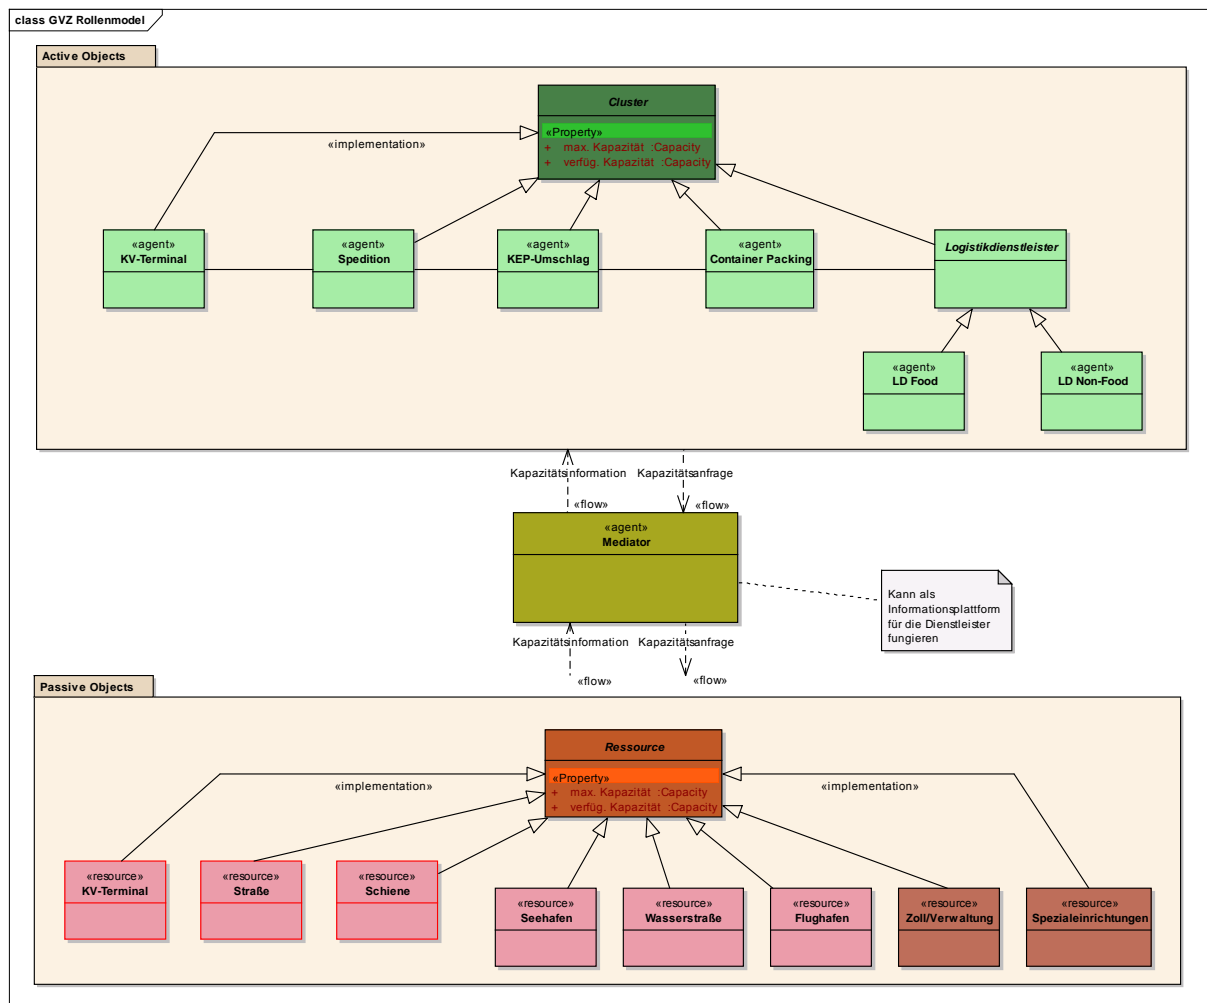 class GVZ Rollenmodel
Active Objects
Cluster
«Property»
+ max. Kapazität :Capacity
+ verfüg. Kapazität :Capacity
«implementation»
«agent»
KV-Terminal
«agent»
Spedition
«agent»
KEP-Umschlag
«agent»
Container Packing
Logistikdienstleister
«agent»
LD Food
«agent»
LD Non-Food
Kapazitätsinformation
«flow»
Kapazitätsanfrage
«flow»
«agent»
Mediator
Kann als
Informationsplattform
für die Dienstleister
fungieren
Kapazitätsinformation
«flow»
Kapazitätsanfrage
«flow»
Passive Objects
Ressource
«Property»
+ max. Kapazität :Capacity
+ verfüg. Kapazität :Capacity
«implementation»
«implementation»
«resource»
KV-Terminal
«resource»
Straße
«resource»
Schiene
«resource»
Seehafen
«resource»
Wasserstraße
«resource»
Flughafen
«resource»
Zoll/Verwaltung
«resource»
Spezialeinrichtungen